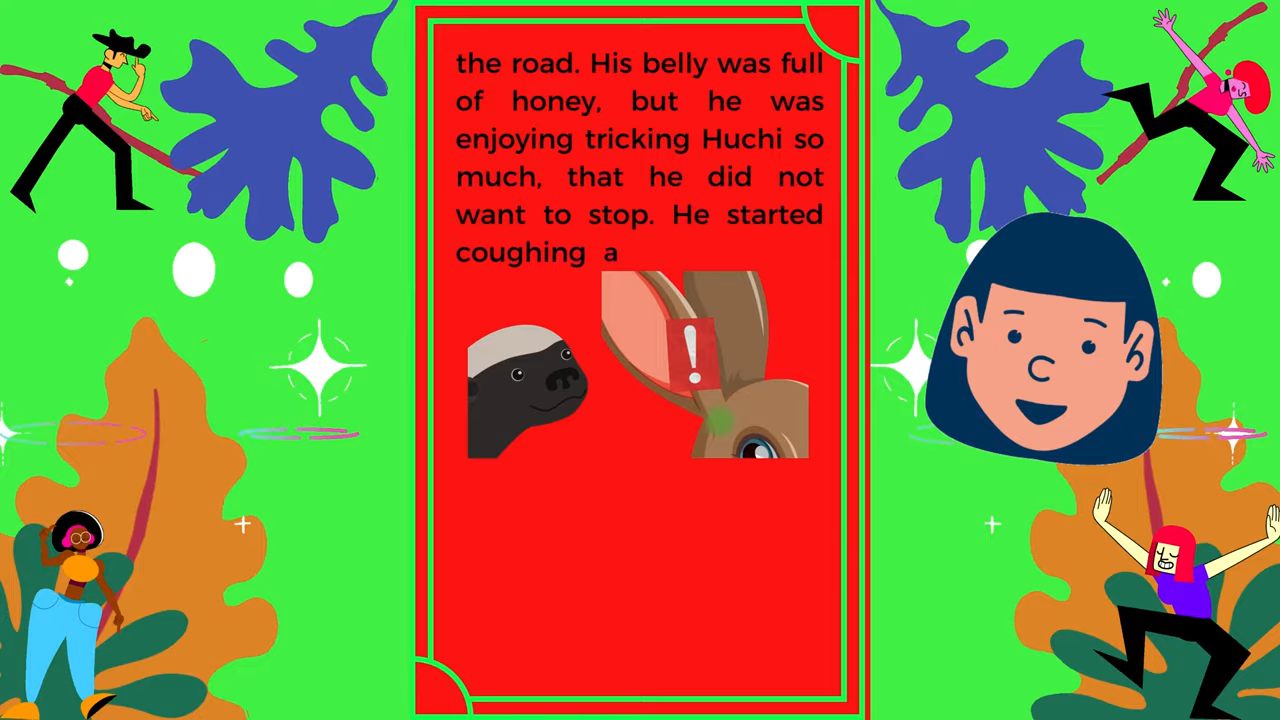 the road. His belly was full
of honey, but he was
enjoying tricking Huchi so
much, that he did not
want to stop. He started
coughing a
!